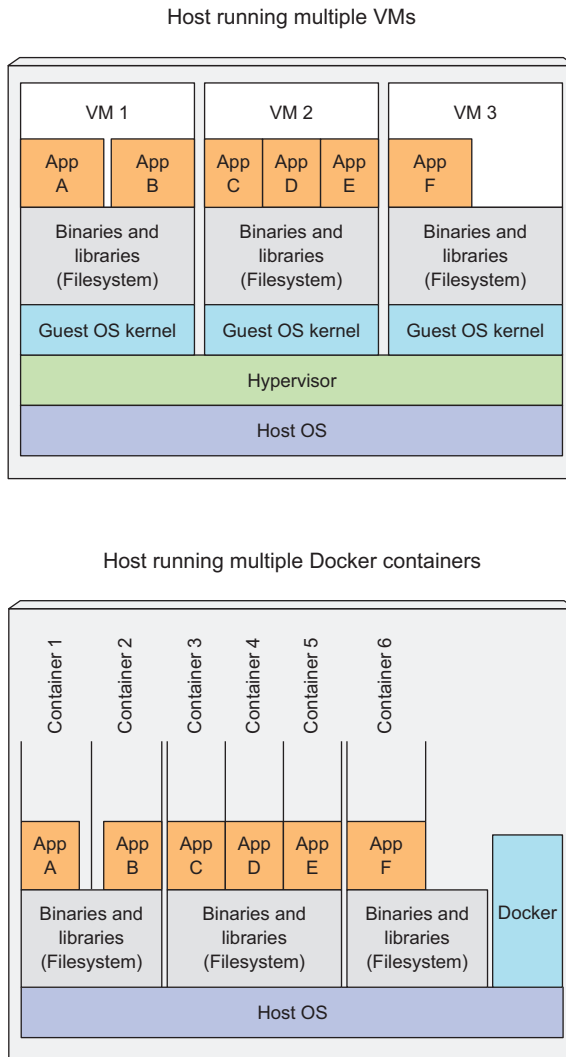 Host running multiple VMs
VM 1
VM 2
VM 3
App
A
App
B
App
C
App
D
App
E
App
F
Binaries and
libraries
(Filesystem)
Binaries and
libraries
(Filesystem)
Binaries and
libraries
(Filesystem)
Guest OS kernel
Guest OS kernel
Guest OS kernel
Hypervisor
Host OS
Host running multiple Docker containers
Container 1
Container 2
Container 3
Container 4
Container 5
Container 6
App
A
App
B
App
C
App
D
App
E
App
F
Binaries and
libraries
(Filesystem)
Binaries and
libraries
(Filesystem)
Binaries and
libraries
(Filesystem)
Docker
Host OS